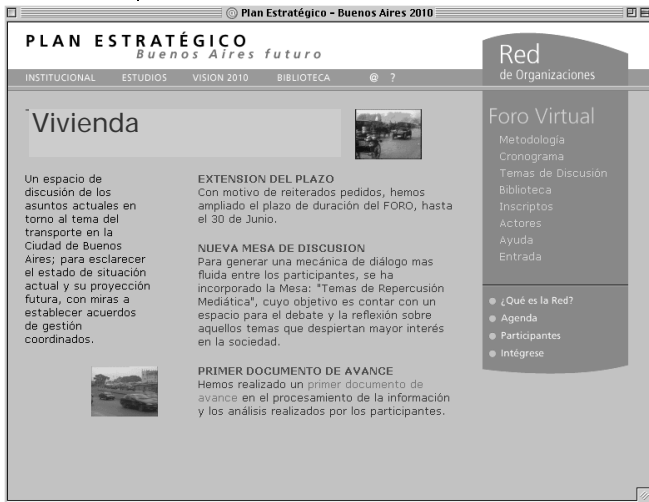 Plan Estratégico - Buenos Aires 2010
PLAN ESTRATÉGICO
Buenos Aires futuro
INSTITUCIONAL ESTUDIOS VISION 2010 BIBLIOTECA @ ?
Red
de Organizaciones
Vivienda
Un espacio de
discusión de los
asuntos actuales en
torno al tema del
transporte en la
Ciudad de Buenos
Aires; para esclarecer
el estado de situación
actual y su proyección
futura, con miras a
establecer acuerdos
de gestión
coordinados.
EXTENSION DEL PLAZO
Con motivo de reiterados pedidos, hemos
ampliado el plazo de duración del FORO, hasta
el 30 de Junio.
NUEVA MESA DE DISCUSION
Para generar una mecánica de diálogo mas
fluida entre los participantes, se ha
incorporado la Mesa: "Temas de Repercusión
Mediática", cuyo objetivo es contar con un
espacio para el debate y la reflexión sobre
aquellos temas que despiertan mayor interés
en la sociedad.
PRIMER DOCUMENTO DE AVANCE
Hemos realizado un primer documento de
avance en el procesamiento de la información
y los análisis realizados por los participantes.
Foro Virtual
Metodología
Cronograma
Temas de Discusión
Biblioteca
Inscriptos
Actores
Ayuda
Entrada
¿Qué es la Red?
Agenda
Participantes
Intégrese